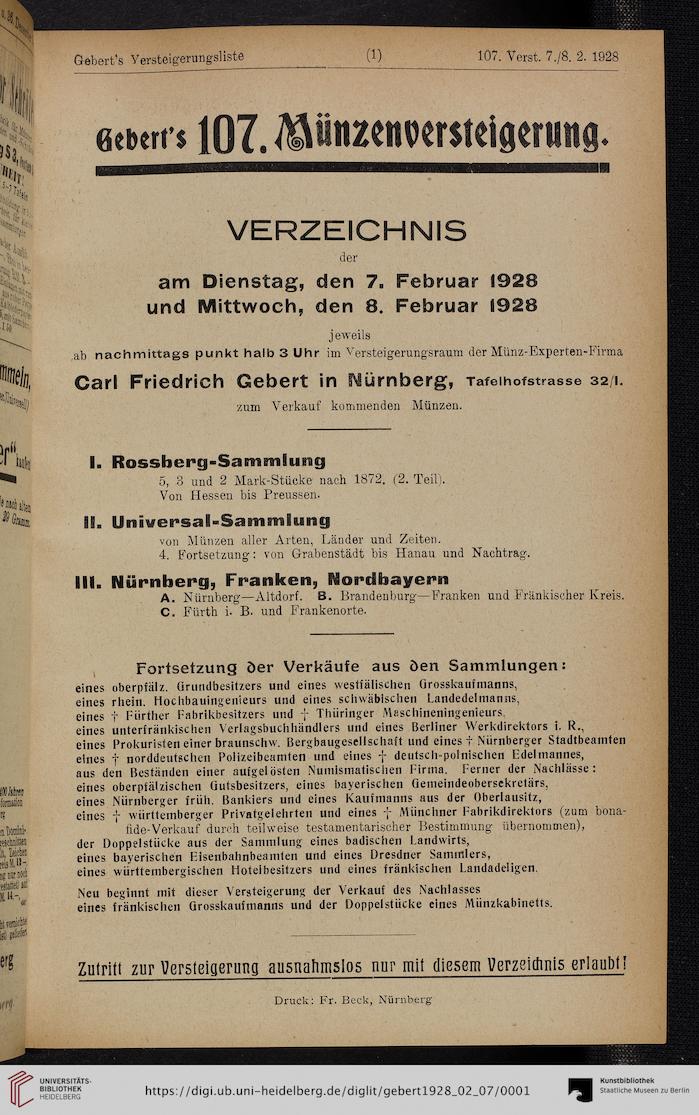 Gebert's Versteigerungsliste (1) 107. Verst. 7./8. 2. 1928
Gebert's 107. Münzenversteigerung.
VERZEICHNIS
der
am Dienstag, den 7. Februar 1928
und Mittwoch, den 8. Februar 1928
jeweils
ab nachmittags punkt halb 3 Uhr im Versteigerungsraum der Münz-Experten-Firma
Carl Friedrich Gebert in Nürnberg, Tafelhofstrasse 32/I.
zum Verkauf kommenden Münzen.
I. Rossberg-Sammlung
5, 3 und 2 Mark-Stücke nach 1872. (2. Teil).
Von Hessen bis Preussen.
II. Universal-Sammlung
von Münzen aller Arten, Länder und Zeiten.
4. Fortsetzung: von Grabenstädt bis Hanau und Nachtrag.
III. Nürnberg, Franken, Nordbayern
A. Nürnberg—Altdorf. B. Brandenburg—Franken und Fränkischer Kreis.
C. Fürth i. B. und Frankenorte.
Fortsetzung der Verkäufe aus den Sammlungen:
eines oberpfälz. Grundbesitzers und eines westfälischen Grosskaufmanns,
eines rhein. Hochbauingenieurs und eines schwäbischen Landedelmanns,
eines † Fürther Fabrikbesitzers und † Thüringer Maschineningenieurs,
eines unterfränkischen Verlagsbuchhändlers und eines Berliner Werkdirektors i. R.,
eines Prokuristen einer braunschw. Bergbaugesellschaft und eines † Nürnberger Stadtbeamten
eines † norddeutschen Polizeibeamten und eines † deutsch-polnischen Edelmannes,
aus den Beständen einer aufgelösten Numismatischen Firma. Ferner der Nachlässe:
eines oberpfälzischen Gutsbesitzers, eines bayerischen Gemeindeobersekretärs,
eines Nürnberger früh. Bankiers und eines Kaufmanns aus der Oberlausitz,
eines † württemberger Privatgelehrten und eines † Münchner Fabrikdirektors (zum bona-
fide-Verkauf durch teilweise testamentarischer Bestimmung übernommen),
der Doppelstücke aus der Sammlung eines badischen Landwirts,
eines bayerischen Eisenbahnbeamten und eines Dresdner Sammlers,
eines württembergischen Hotelbesitzers und eines fränkischen Landadeligen.
Neu beginnt mit dieser Versteigerung der Verkauf des Nachlasses
eines fränkischen Grosskaufmanns und der Doppelstücke eines Münzkabinetts.
Zutritt zur Versteigerung ausnahmslos nur mit diesem Verzeichnis erlaubt!
Druck: Fr. Beck, Nürnberg
UNIVERSITÄTS-
BIBLIOTHEK
HEIDELBERG
https://digi.ub.uni-heidelberg.de/diglit/gebert1928_02_07/0001
Kunstbibliothek
Staatliche Museen zu Berlin